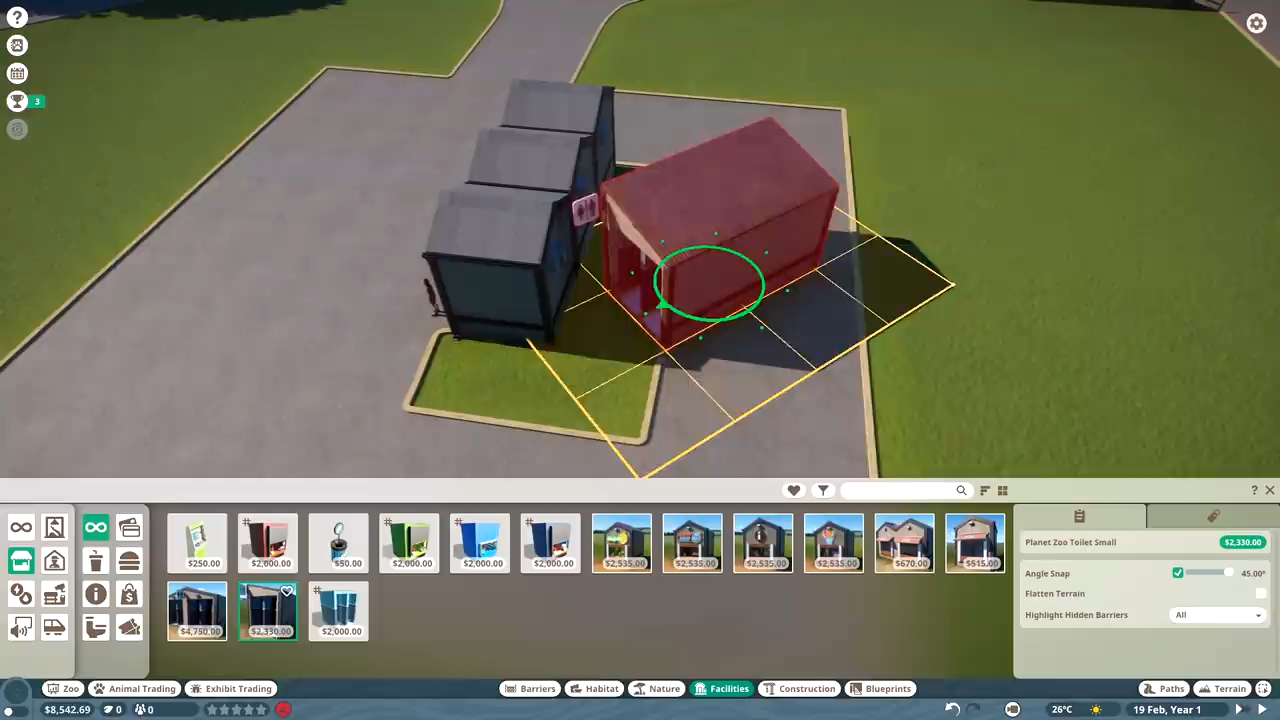 ?
3
? ×
$250.00
$2,000.00
$50.00
$2,000.00
$2,000.00
$2,000.00
$2,535.00
$2,535.00
$2,535.00
$2,535.00
$670.00
$515.00
$4,750.00
$2,330.00
$2,000.00
Planet Zoo Toilet Small
$2,330.00
Angle Snap
45.00°
Flatten Terrain
Highlight Hidden Barriers
All
Zoo
Animal Trading
Exhibit Trading
Barriers
Habitat
Nature
Facilities
Construction
Blueprints
Paths
Terrain
$8,542.69
0
0
26°C
19 Feb, Year 1